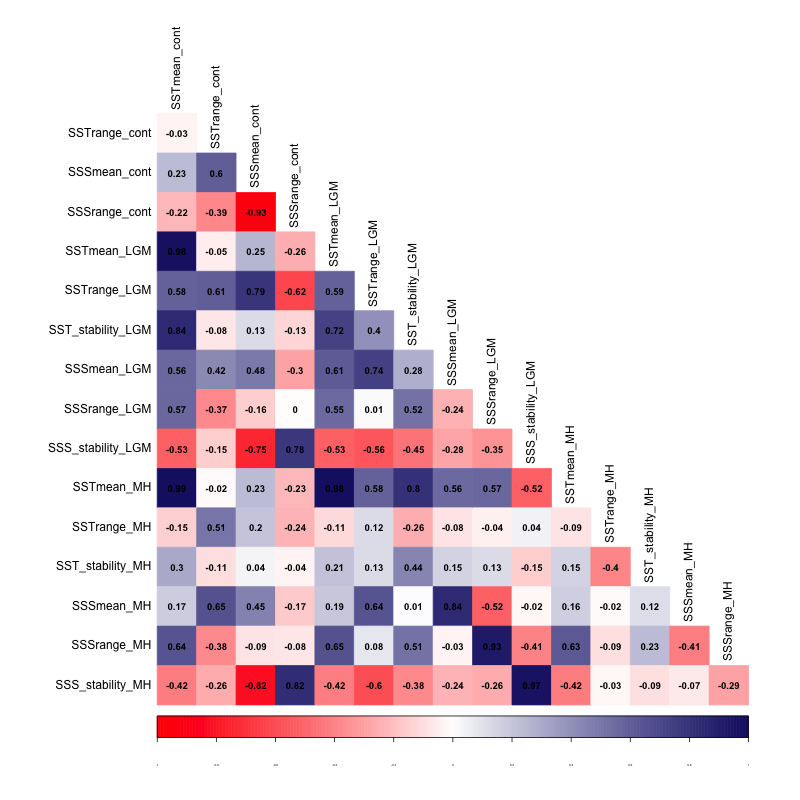 SSTmean_cont
SSTrange_cont
SSSmean_cont
SSSrange_cont
SSTmean_LGM
SSTrange_LGM
SST_stability_LGM
SSSmean_LGM
SSSrange_LGM
SSS_stability_LGM
SSTmean_MH
SSTrange_MH
SST_stability_MH
SSSmean_MH
SSSrange_MH
SSTrange_cont -0.03
SSSmean_cont 0.23 0.6
SSSrange_cont -0.22 -0.39 -0.93
SSTmean_LGM 0.98 -0.05 0.25 -0.26
SSTrange_LGM 0.58 0.61 0.79 -0.62 0.59
SST_stability_LGM 0.84 -0.08 0.13 -0.13 0.72 0.4
SSSmean_LGM 0.56 0.42 0.48 -0.3 0.61 0.74 0.28
SSSrange_LGM 0.57 -0.37 -0.16 0 0.55 0.01 0.52 -0.24
SSS_stability_LGM -0.53 -0.15 -0.75 0.78 -0.53 -0.56 -0.45 -0.28 -0.35
SSTmean_MH 0.99 -0.02 0.23 -0.23 0.98 0.58 0.8 0.56 0.57 -0.52
SSTrange_MH -0.15 0.51 0.2 -0.24 -0.11 0.12 -0.26 -0.08 -0.04 0.04 -0.09
SST_stability_MH 0.3 -0.11 0.04 -0.04 0.21 0.13 0.44 0.15 0.13 -0.15 0.15 -0.4
SSSmean_MH 0.17 0.65 0.45 -0.17 0.19 0.64 0.01 0.84 -0.52 -0.02 0.16 -0.02 0.12
SSSrange_MH 0.64 -0.38 -0.09 -0.08 0.65 0.08 0.51 -0.03 0.93 -0.41 0.63 -0.09 0.23 -0.41
SSS_stability_MH -0.42 -0.26 -0.82 0.82 -0.42 -0.6 -0.38 -0.24 -0.26 0.97 -0.42 -0.03 -0.09 -0.07 -0.29